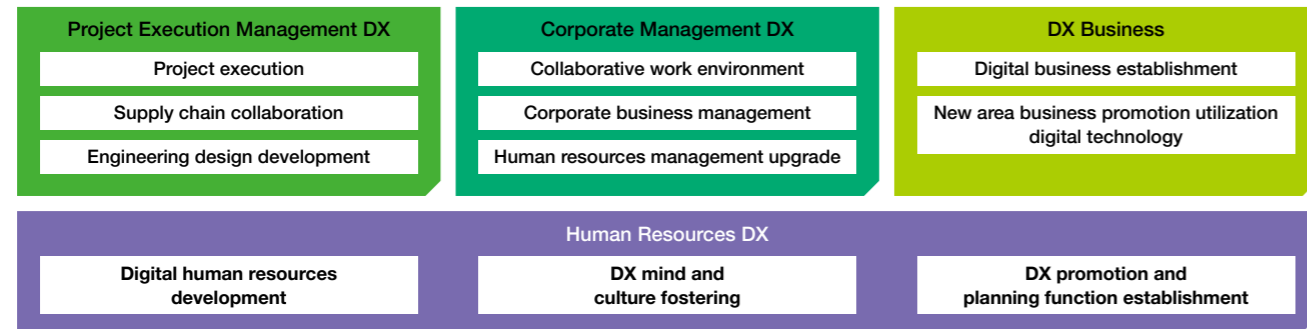 Project Execution Management DX
Project execution
Supply chain collaboration
Engineering design development
Corporate Management DX
Collaborative work environment
Corporate business management
Human resources management upgrade
DX Business
Digital business establishment
New area business promotion utilization
digital technology
Human Resources DX
Digital human resources
development
DX mind and
culture fostering
DX promotion and
planning function establishment